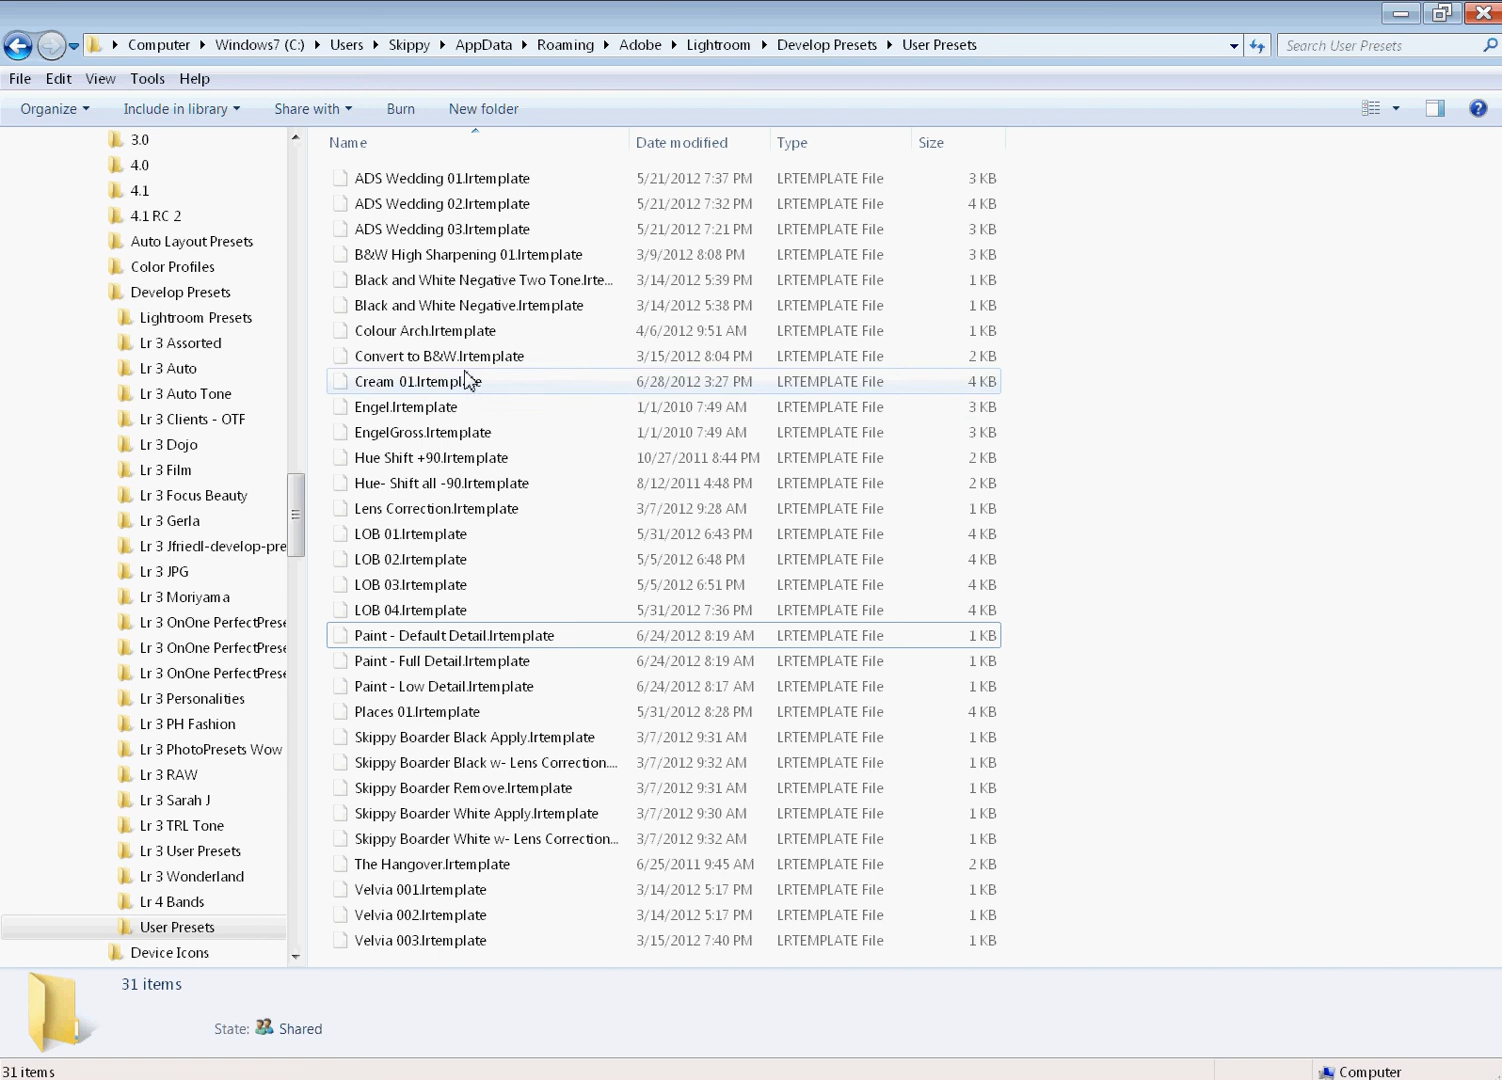 Computer Windows7 (C:) Users Skippy AppData Roaming Adobe Lightroom Develop Presets User Presets
Search User Presets
File Edit View Tools Help
Organize Include in library Share with Burn New folder
3.0
4.0
4.1
4.1 RC 2
Auto Layout Presets
Color Profiles
Develop Presets
Lightroom Presets
Lr 3 Assorted
Lr 3 Auto
Lr 3 Auto Tone
Lr 3 Clients - OTF
Lr 3 Dojo
Lr 3 Film
Lr 3 Focus Beauty
Lr 3 Gerla
Lr 3 Jfriedl-develop-pre
Lr 3 JPG
Lr 3 Moriyama
Lr 3 OnOne PerfectPrese
Lr 3 OnOne PerfectPrese
Lr 3 OnOne PerfectPrese
Lr 3 Personalities
Lr 3 PH Fashion
Lr 3 PhotoPresets Wow
Lr 3 RAW
Lr 3 Sarah J
Lr 3 TRL Tone
Lr 3 User Presets
Lr 3 Wonderland
Lr 4 Bands
User Presets
Device Icons
Name Date modified Type Size
ADS Wedding 01.lrtemplate 5/21/2012 7:37 PM LRTEMPLATE File 3 KB
ADS Wedding 02.lrtemplate 5/21/2012 7:32 PM LRTEMPLATE File 4 KB
ADS Wedding 03.lrtemplate 5/21/2012 7:21 PM LRTEMPLATE File 3 KB
B&W High Sharpening 01.lrtemplate 3/9/2012 8:08 PM LRTEMPLATE File 3 KB
Black and White Negative Two Tone.lrte... 3/14/2012 5:39 PM LRTEMPLATE File 1 KB
Black and White Negative.lrtemplate 3/14/2012 5:38 PM LRTEMPLATE File 1 KB
Colour Arch.lrtemplate 4/6/2012 9:51 AM LRTEMPLATE File 1 KB
Convert to B&W.lrtemplate 3/15/2012 8:04 PM LRTEMPLATE File 2 KB
Cream 01.lrtemplate 6/28/2012 3:27 PM LRTEMPLATE File 4 KB
Engel.lrtemplate 1/1/2010 7:49 AM LRTEMPLATE File 3 KB
EngelGross.lrtemplate 1/1/2010 7:49 AM LRTEMPLATE File 3 KB
Hue Shift +90.lrtemplate 10/27/2011 8:44 PM LRTEMPLATE File 2 KB
Hue- Shift all -90.lrtemplate 8/12/2011 4:48 PM LRTEMPLATE File 2 KB
Lens Correction.lrtemplate 3/7/2012 9:28 AM LRTEMPLATE File 1 KB
LOB 01.lrtemplate 5/31/2012 6:43 PM LRTEMPLATE File 4 KB
LOB 02.lrtemplate 5/5/2012 6:48 PM LRTEMPLATE File 4 KB
LOB 03.lrtemplate 5/5/2012 6:51 PM LRTEMPLATE File 4 KB
LOB 04.lrtemplate 5/31/2012 7:36 PM LRTEMPLATE File 4 KB
Paint - Default Detail.lrtemplate 6/24/2012 8:19 AM LRTEMPLATE File 1 KB
Paint - Full Detail.lrtemplate 6/24/2012 8:19 AM LRTEMPLATE File 1 KB
Paint - Low Detail.lrtemplate 6/24/2012 8:17 AM LRTEMPLATE File 1 KB
Places 01.lrtemplate 5/31/2012 8:28 PM LRTEMPLATE File 4 KB
Skippy Boarder Black Apply.lrtemplate 3/7/2012 9:31 AM LRTEMPLATE File 1 KB
Skippy Boarder Black w- Lens Correction.... 3/7/2012 9:32 AM LRTEMPLATE File 1 KB
Skippy Boarder Remove.lrtemplate 3/7/2012 9:31 AM LRTEMPLATE File 1 KB
Skippy Boarder White Apply.lrtemplate 3/7/2012 9:30 AM LRTEMPLATE File 1 KB
Skippy Boarder White w- Lens Correction... 3/7/2012 9:32 AM LRTEMPLATE File 1 KB
The Hangover.lrtemplate 6/25/2011 9:45 AM LRTEMPLATE File 2 KB
Velvia 001.lrtemplate 3/14/2012 5:17 PM LRTEMPLATE File 1 KB
Velvia 002.lrtemplate 3/14/2012 5:17 PM LRTEMPLATE File 1 KB
Velvia 003.lrtemplate 3/15/2012 7:40 PM LRTEMPLATE File 1 KB
31 items
State: Shared
31 items
Computer